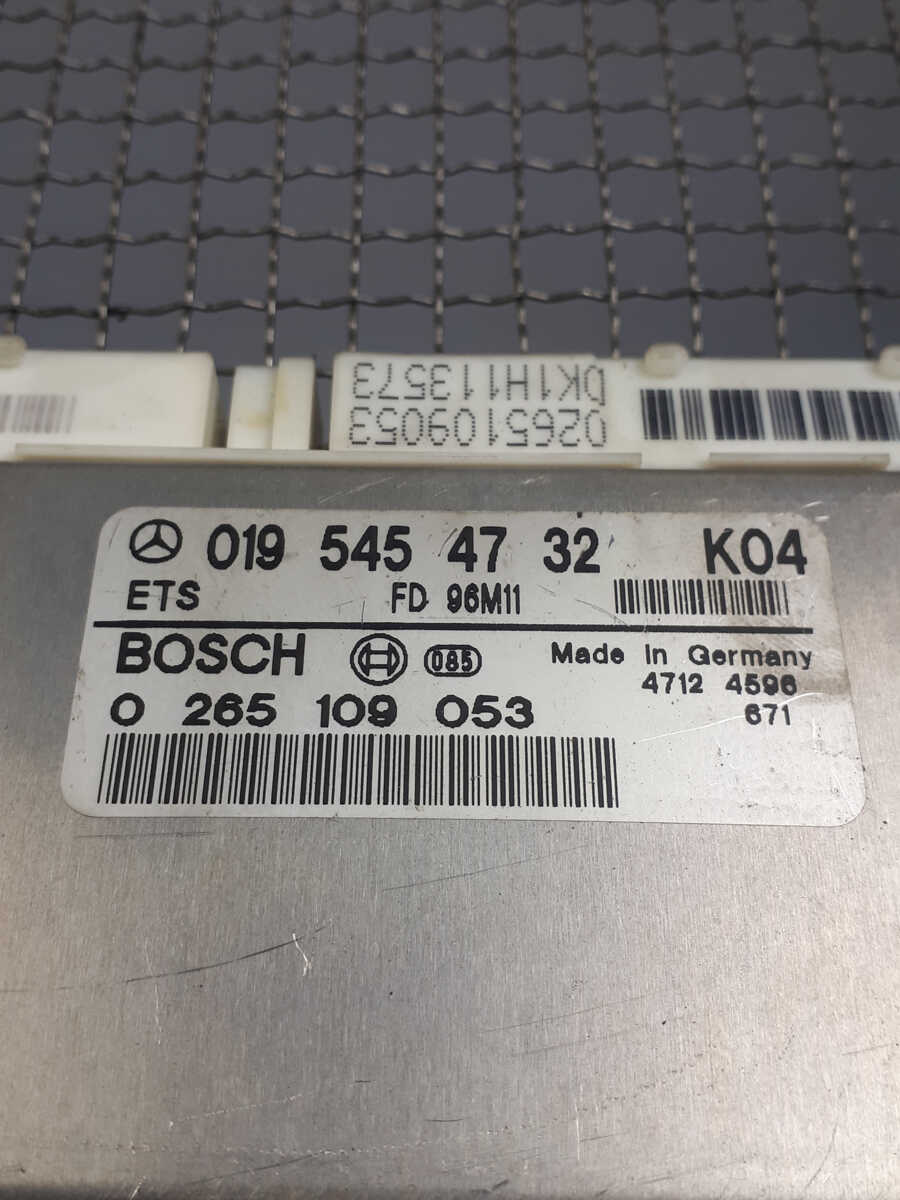 DK1H113573
0265109053
019 545 47 32 K04
ETS FD 96M11
BOSCH 085 Made In Germany
4712 4596
0 265 109 053 671